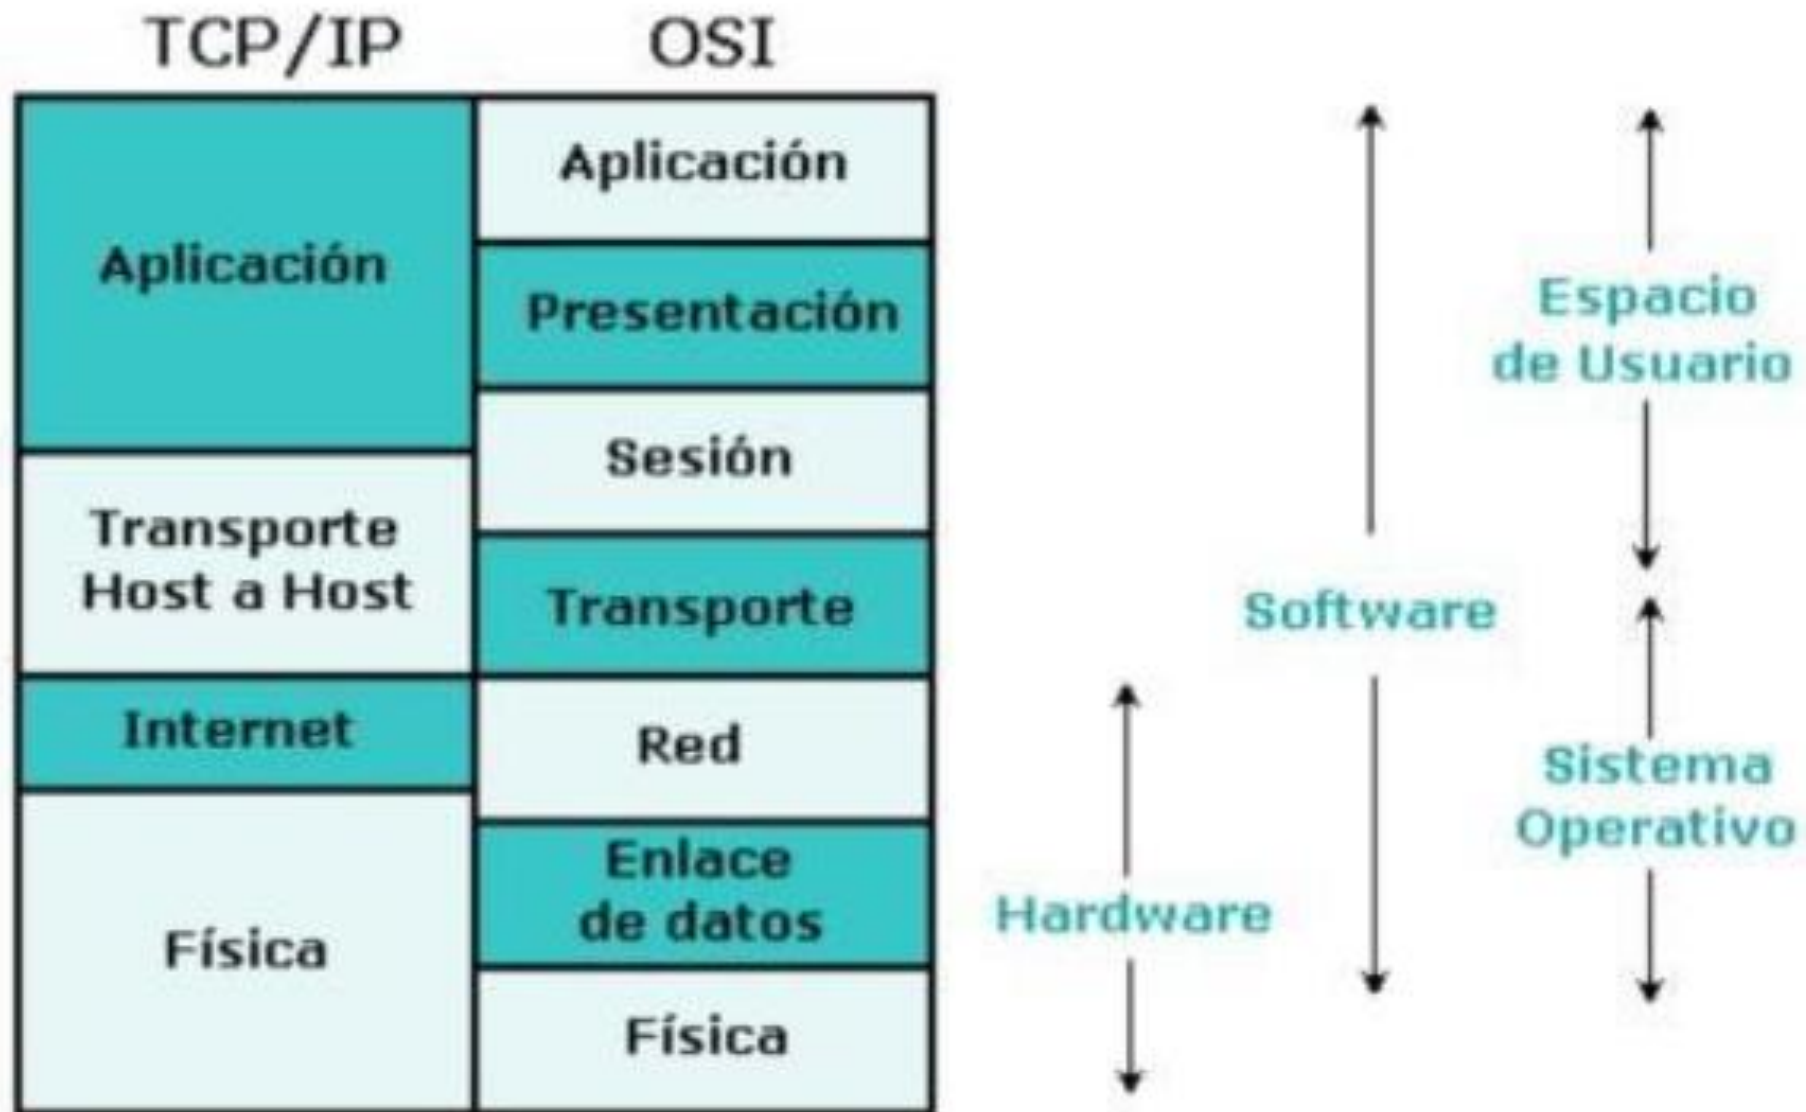 TCP/IP
OSI
Aplicación
Transporte
Host a Host
Internet
Física
Aplicación
Presentación
Sesión
Transporte
Red
Enlace
de datos
Física
Hardware
Software
Espacio
de Usuario
Sistema
Operativo